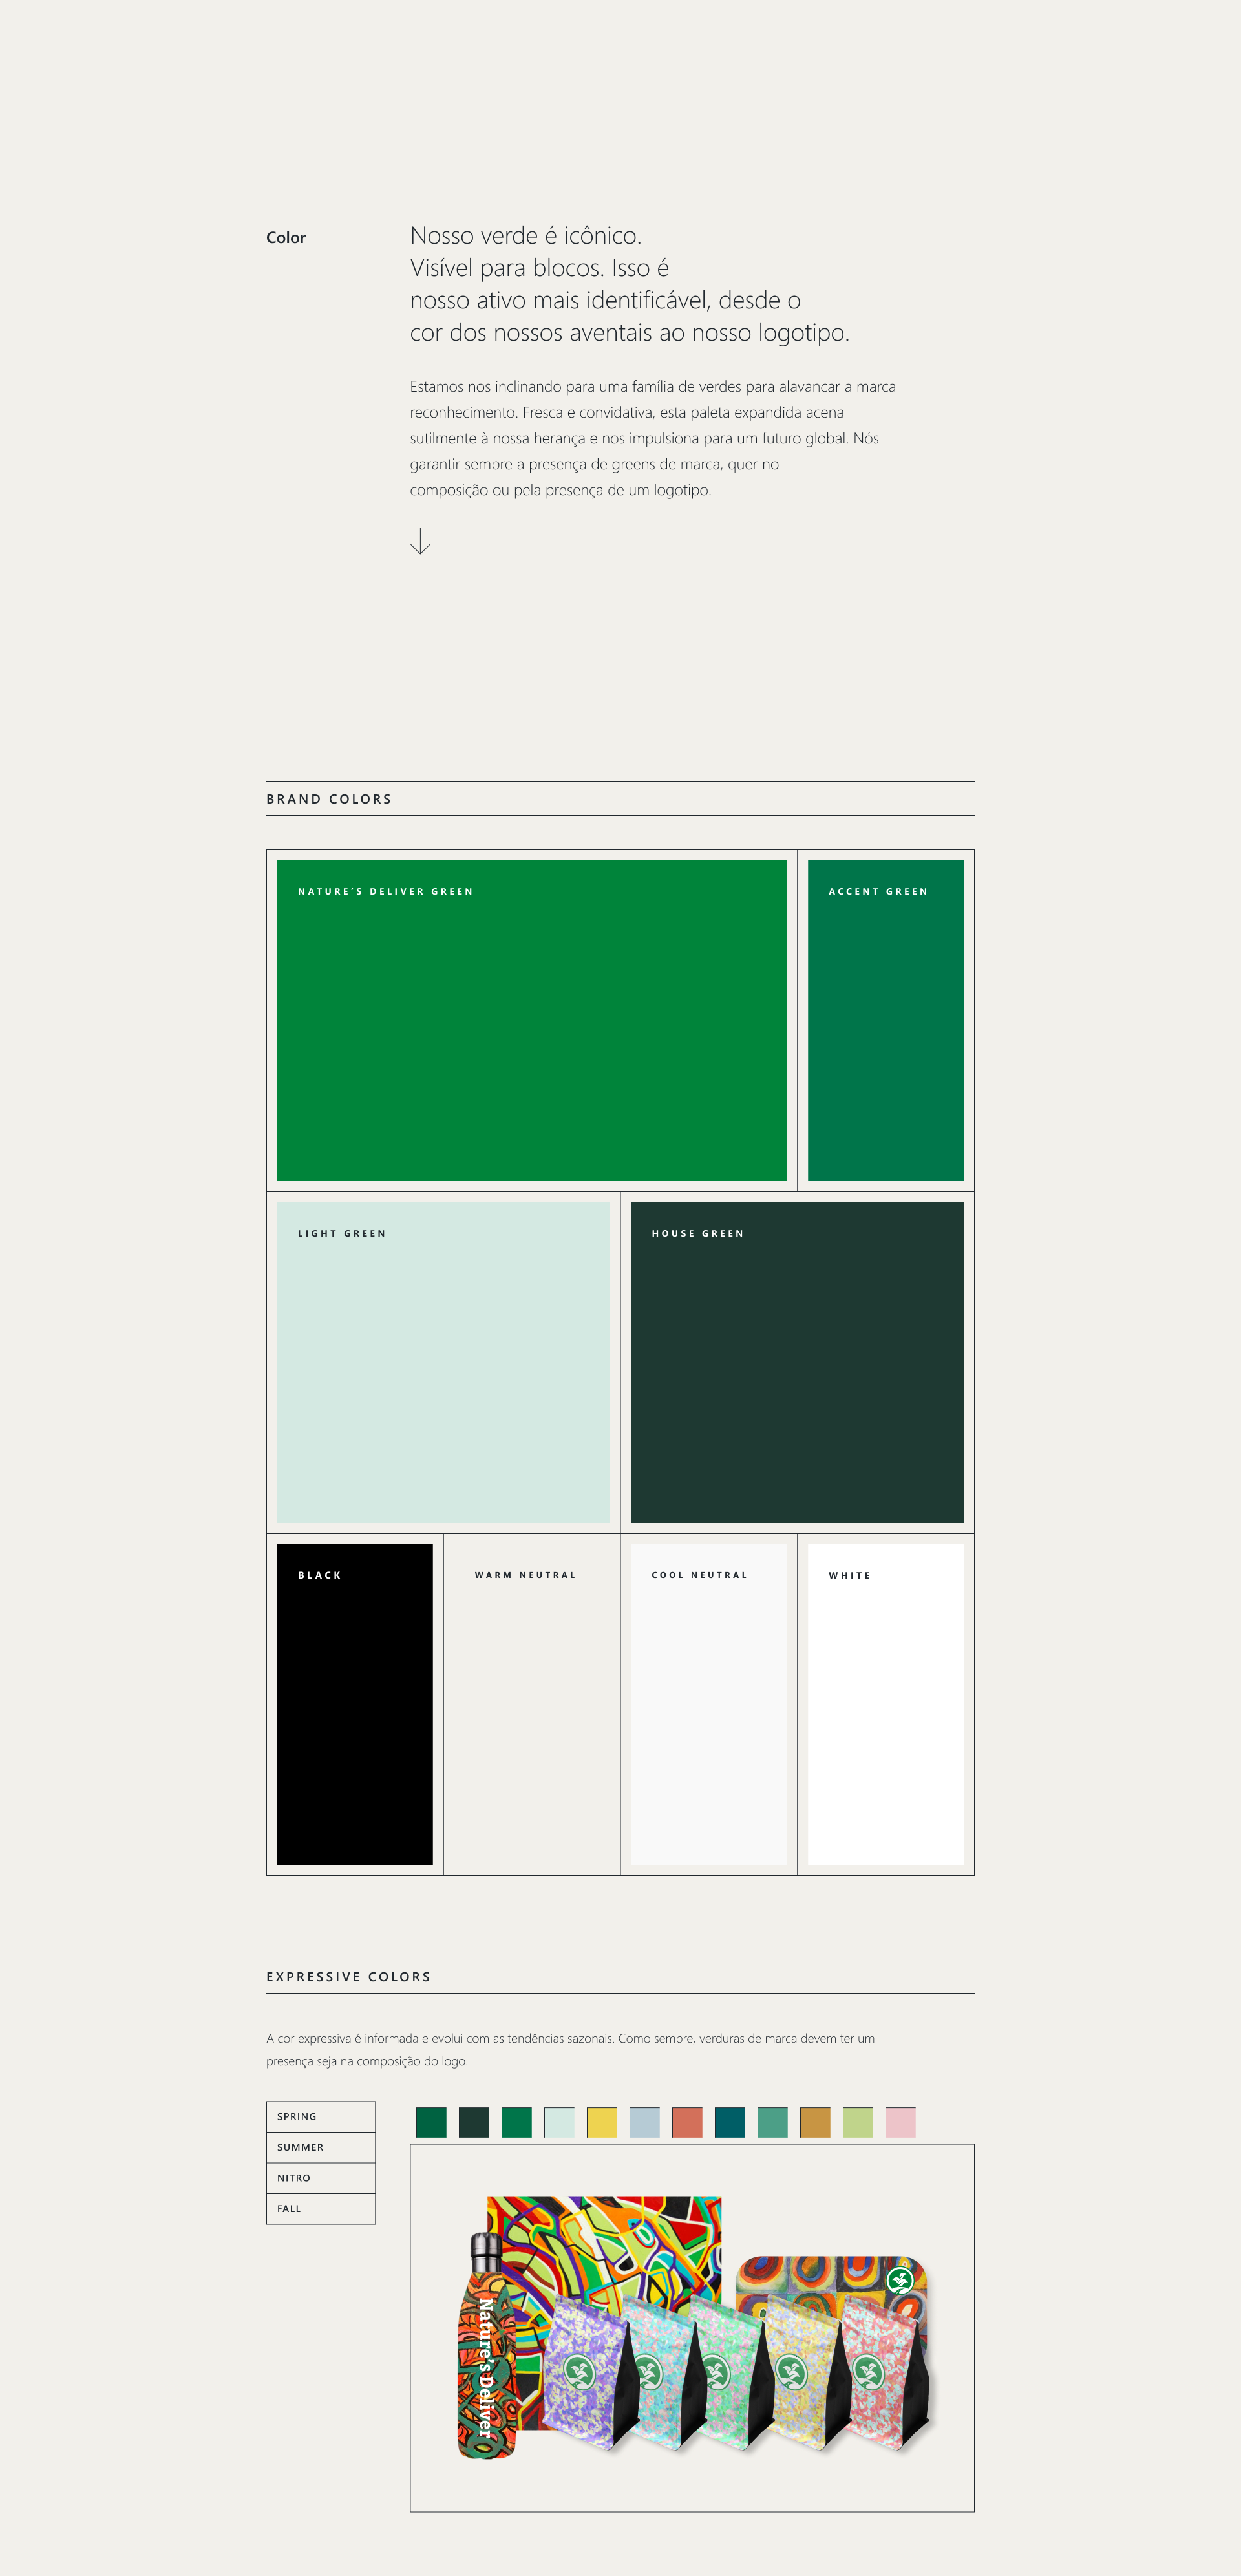 Color
Nosso verde é icônico.
Visível para blocos. Isso é
nosso ativo mais identificável, desde o
cor dos nossos aventais ao nosso logotipo.
Estamos nos inclinando para uma família de verdes para alavancar a marca
reconhecimento. Fresca e convidativa, esta paleta expandida acena
sutilmente à nossa herança e nos impulsiona para um futuro global. Nós
garantir sempre a presença de greens de marca, quer no
composição ou pela presença de um logotipo.
BRAND COLORS
NATURE'S DELIVER GREEN
ACCENT GREEN
LIGHT GREEN
HOUSE GREEN
BLACK
WARM NEUTRAL
COOL NEUTRAL
WHITE
EXPRESSIVE COLORS
A cor expressiva é informada e evolui com as tendências sazonais. Como sempre, verduras de marca devem ter um
presença seja na composição do logo.
SPRING
SUMMER
NITRO
FALL
Nature's Deliver